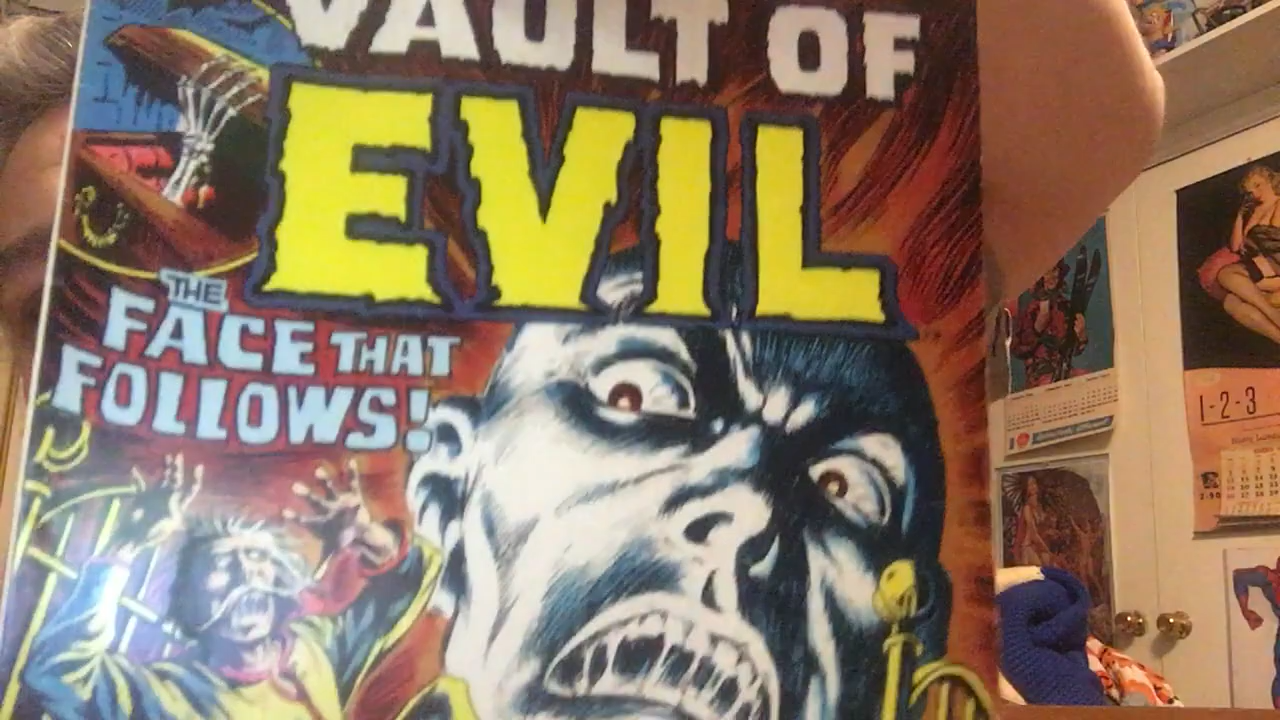 VAULT OF
EVIL
THE
FACE THAT
FOLLOWS!
1-2-3